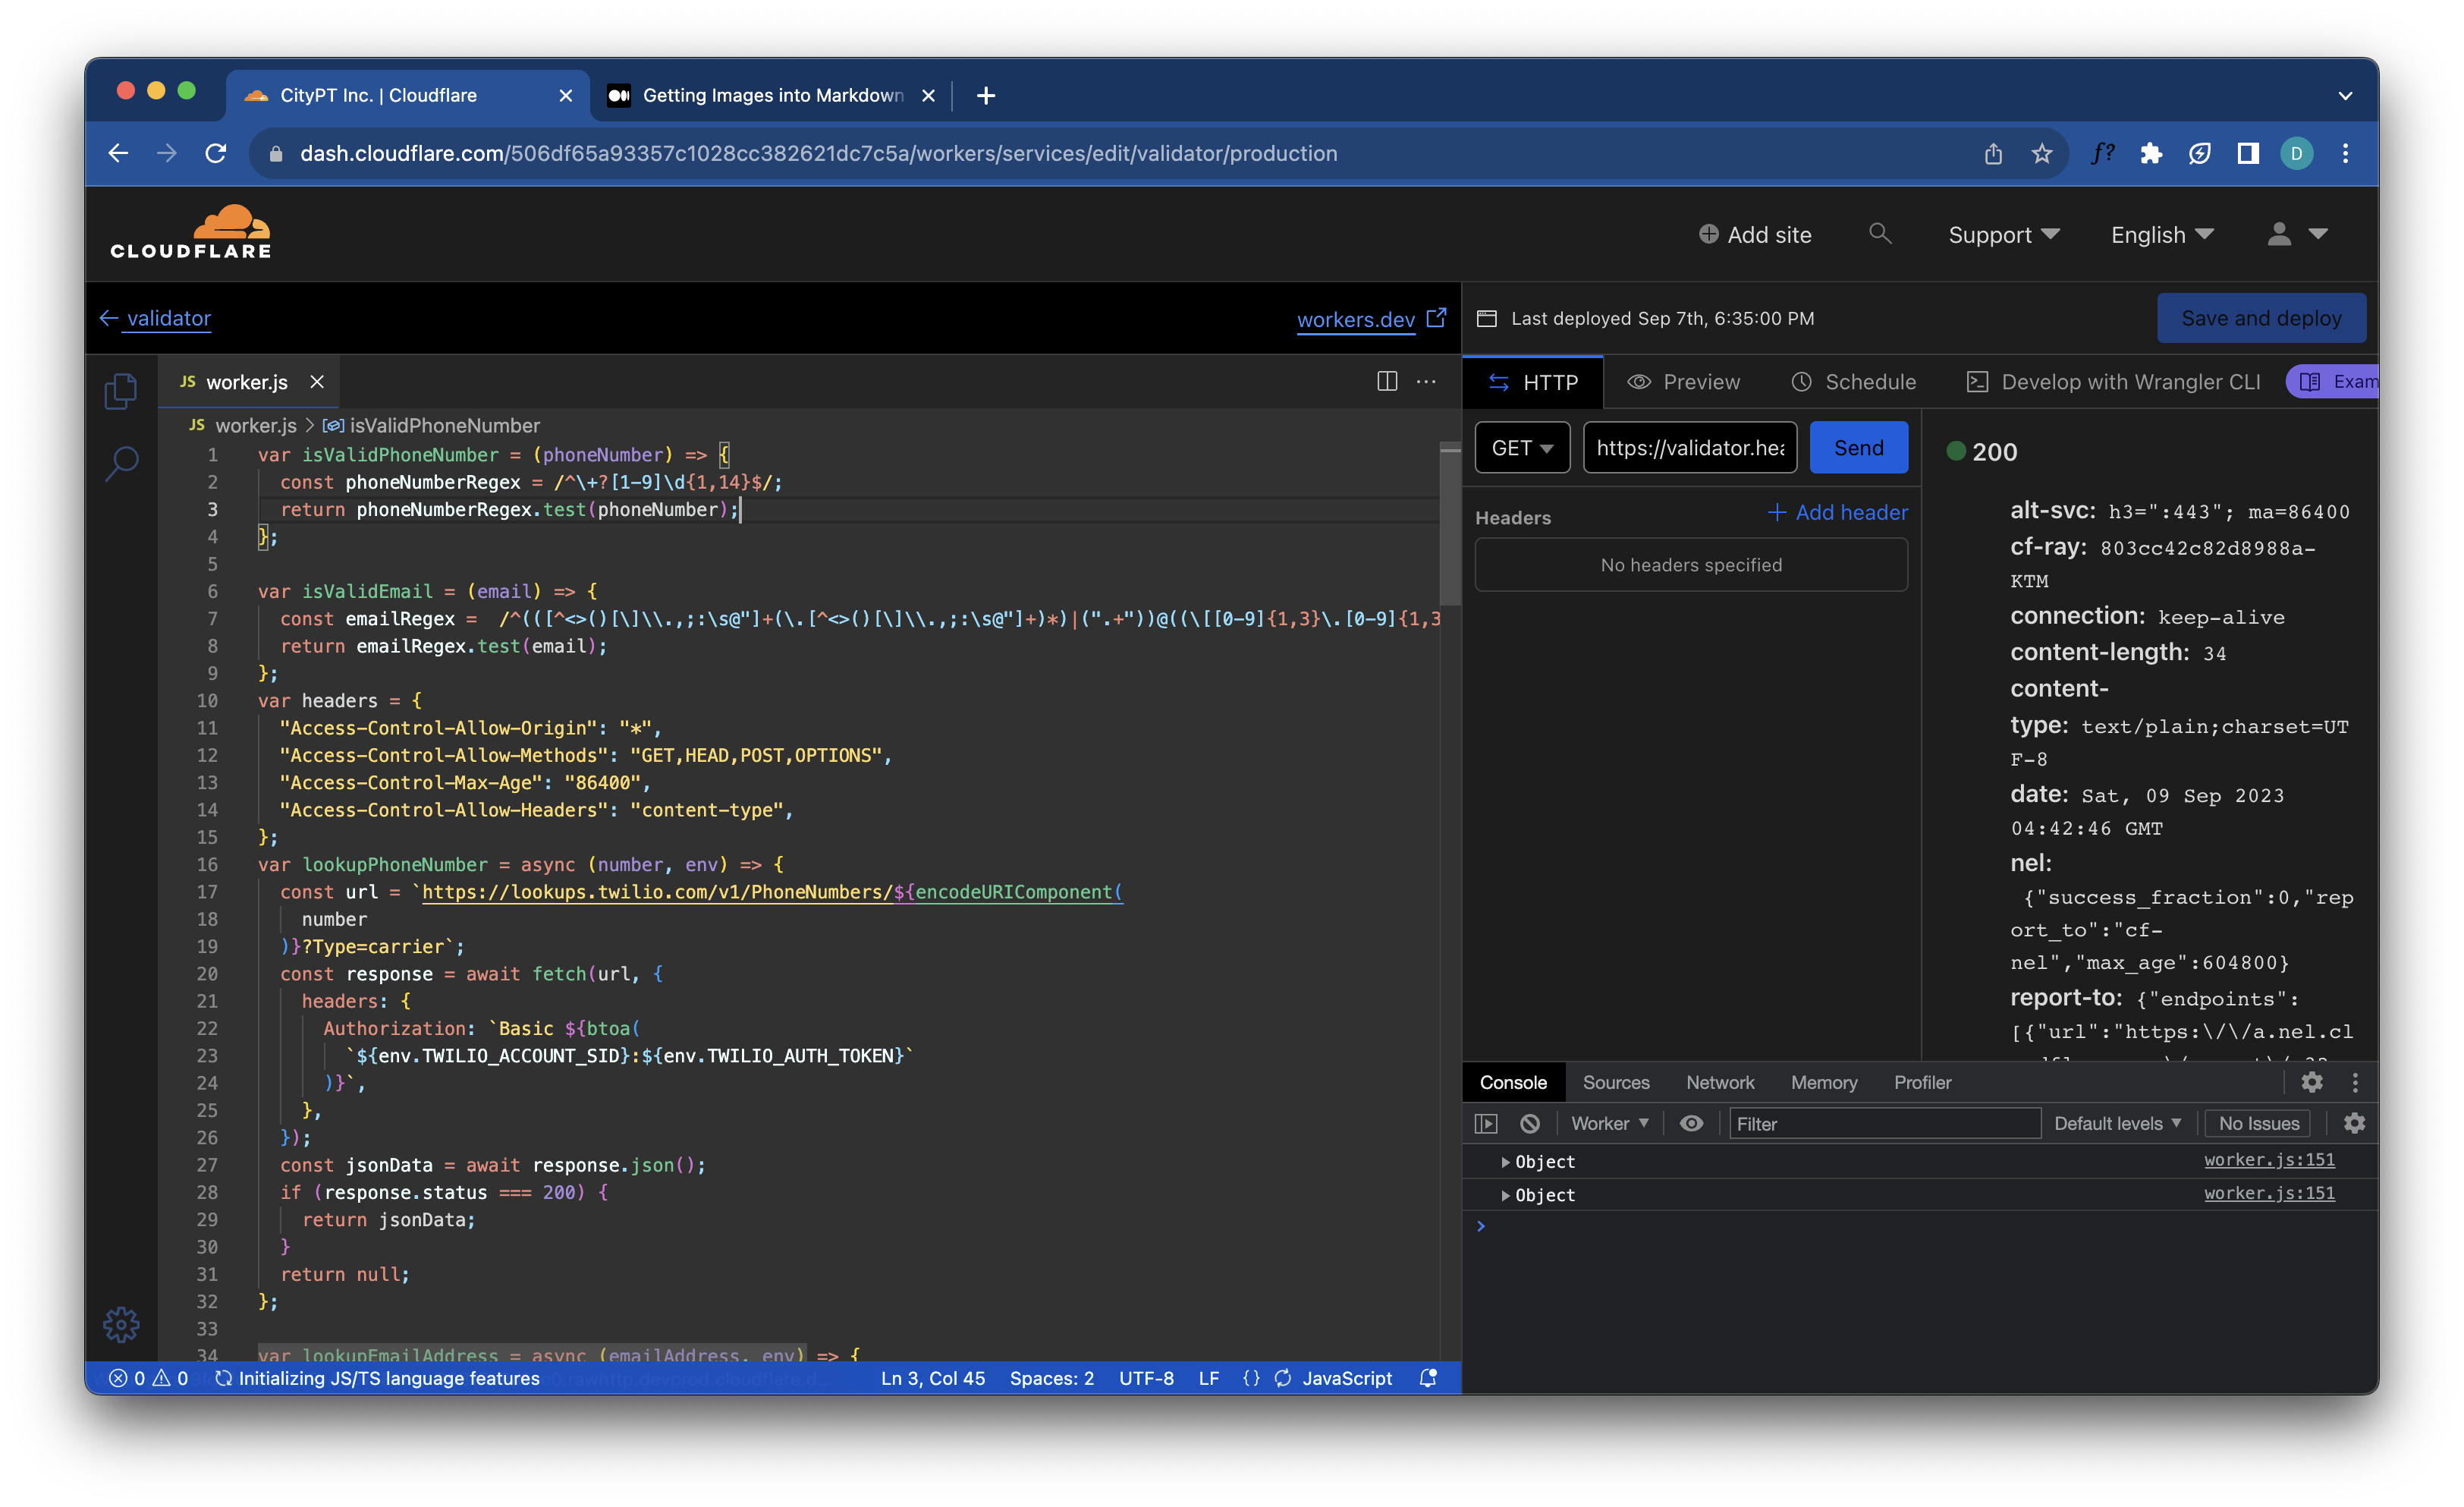 CityPT Inc. | Cloudflare
Getting Images into Markdown
dash.cloudflare.com/506df65a93357c1028cc382621dc7c5a/workers/services/edit/validator/production
f?
D
CLOUDFLARE
Add site
Support
English
validator
workers.dev
Last deployed Sep 7th, 6:35:00 PM
Save and deploy
JS worker.js
JS worker.js > isValidPhoneNumber
1 var isValidPhoneNumber = (phoneNumber) => {
2 const phoneNumberRegex = /^\+?[1-9]\d{1,14}$/;
3 return phoneNumberRegex.test(phoneNumber);
4 };
5
6 var isValidEmail = (email) => {
7 const emailRegex =  /^(([^<>()[\]\\.,;:\s@"]+(\.[^<>()[\]\\.,;:\s@"]+)*)|(".+"))@((\[[0-9]{1,3}\.[0-9]{1,3
8 return emailRegex.test(email);
9 };
10 var headers = {
11 "Access-Control-Allow-Origin": "*",
12 "Access-Control-Allow-Methods": "GET,HEAD,POST,OPTIONS",
13 "Access-Control-Max-Age": "86400",
14 "Access-Control-Allow-Headers": "content-type",
15 };
16 var lookupPhoneNumber = async (number, env) => {
17 const url = `https://lookups.twilio.com/v1/PhoneNumbers/${encodeURIComponent(
18 number
19 )}?Type=carrier`;
20 const response = await fetch(url, {
21 headers: {
22 Authorization: `Basic ${btoa(
23 `${env.TWILIO_ACCOUNT_SID}:${env.TWILIO_AUTH_TOKEN}`
24 )}`,
25 },
26 });
27 const jsonData = await response.json();
28 if (response.status === 200) {
29 return jsonData;
30 }
31 return null;
32 };
33
34 var lookupEmailAddress = async (emailAddress, env) => {
0 0 Initializing JS/TS language features
Ln 3, Col 45 Spaces: 2 UTF-8 LF {} JavaScript
HTTP Preview Schedule Develop with Wrangler CLI Exam
GET https://validator.hea Send
Headers
+ Add header
No headers specified
200
alt-svc: h3=":443"; ma=86400
cf-ray: 803cc42c82d8988a-
KTM
connection: keep-alive
content-length: 34
content-
type: text/plain;charset=UT
F-8
date: Sat, 09 Sep 2023
04:42:46 GMT
nel:
{"success_fraction":0,"rep
ort_to":"cf-
nel","max_age":604800}
report-to: {"endpoints":
[{"url":"https:\/\/a.nel.cl
Console Sources Network Memory Profiler
Worker Filter Default levels No Issues
Object worker.js:151
Object worker.js:151
>